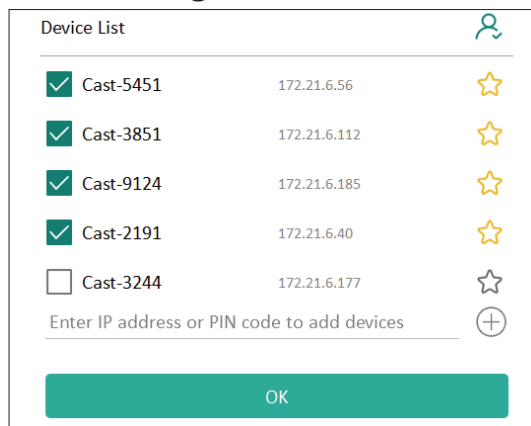 Device List
Cast-5451 172.21.6.56
Cast-3851 172.21.6.112
Cast-9124 172.21.6.185
Cast-2191 172.21.6.40
Cast-3244 172.21.6.177
Enter IP address or PIN code to add devices
OK